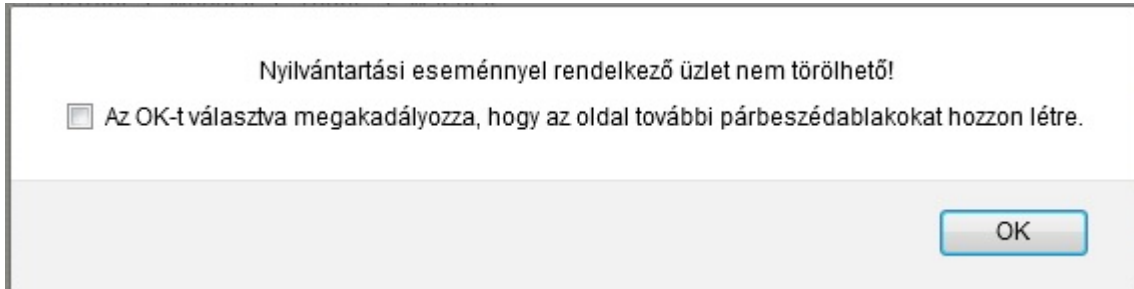 Nyilvántartási eseménnyel rendelkező üzlet nem törölhető!
Az OK-t választva megakadályozza, hogy az oldal további párbeszédablakokat hozzon létre.
OK